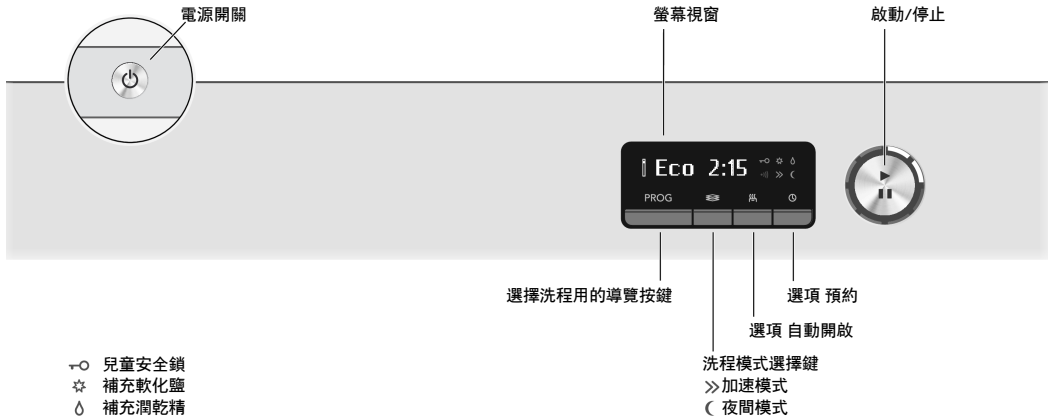 電源開關
螢幕視窗
啟動/停止
Eco 2:15
PROG
選擇洗程用的導覽按鍵
選項 預約
選項 自動開啟
洗程模式選擇鍵
加速模式
夜間模式
兒童安全鎖
補充軟化鹽
補充潤乾精